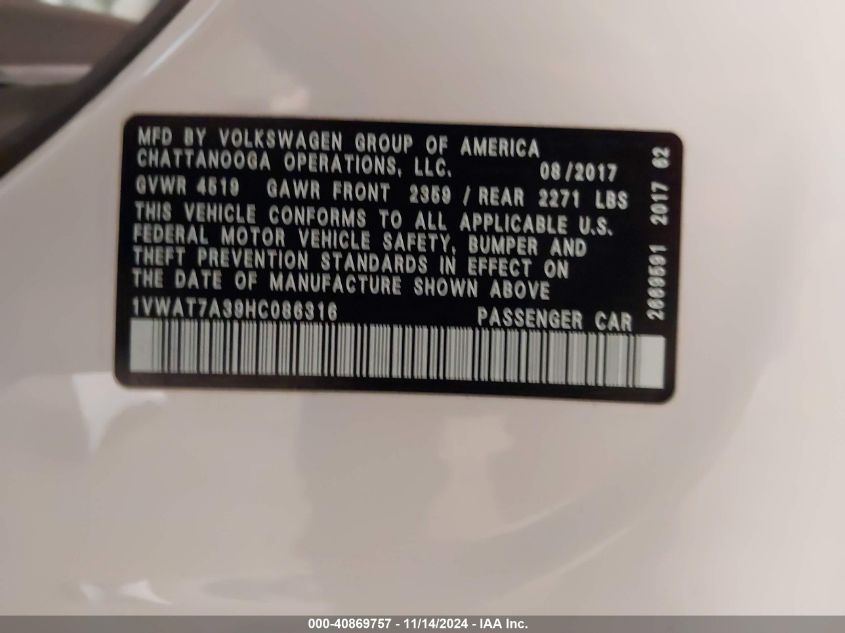 MFD BY VOLKSWAGEN GROUP OF AMERICA
CHATTANOOGA OPERATIONS, LLC. 08/2017
GVWR 4519 GAWR FRONT 2359 / REAR 2271 LBS
THIS VEHICLE CONFORMS TO ALL APPLICABLE U.S.
FEDERAL MOTOR VEHICLE SAFETY, BUMPER AND
THEFT PREVENTION STANDARDS IN EFFECT ON
THE DATE OF MANUFACTURE SHOWN ABOVE
1VWAT7A39HC086316 PASSENGER CAR
2669591 2017 62
000-40869757 - 11/14/2024 - IAA Inc.